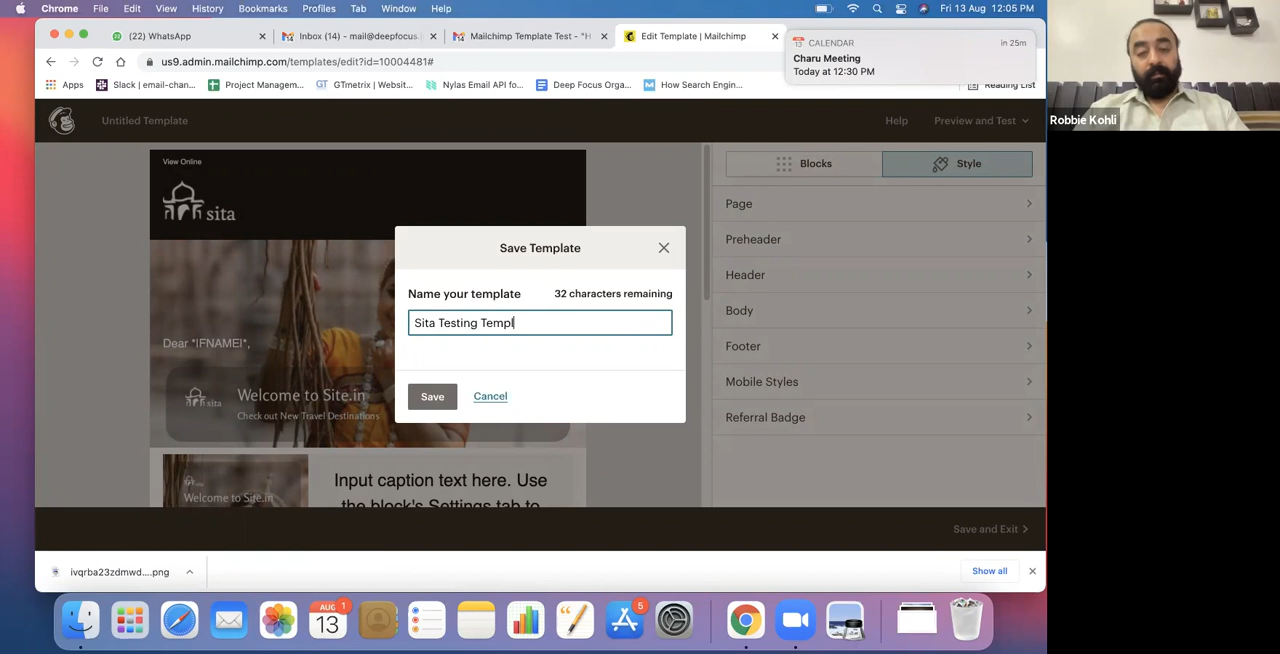 Chrome File Edit View History Bookmarks Profiles Tab Window Help Fri 13 Aug 12:05 PM
(22) WhatsApp Inbox (14) - mail@deepfocus. Mailchimp Template Test - "H Edit Template | Mailchimp
CALENDAR in 25m
Charu Meeting
Today at 12:30 PM
us9.admin.mailchimp.com/templates/edit?id=10004481#
Apps Slack | email-chan... Project Managem... GT GTmetrix | Websit... Nylas Email API fo... Deep Focus Orga... M How Search Engin... Reading List
Robbie Kohli
Untitled Template Help Preview and Test
View Online
sita
Blocks Style
Page
Preheader
Header
Body
Footer
Mobile Styles
Referral Badge
Save Template
Name your template 32 characters remaining
Sita Testing Templ
Save Cancel
Dear *IFNAMEI*,
sita
Welcome to Site.in
Check out New Travel Destinations
Welcome to Site.in
Input caption text here. Use
the block's Settings tab to
Save and Exit
ivqrba23zdmwd....png Show all
AUG 1
13
5